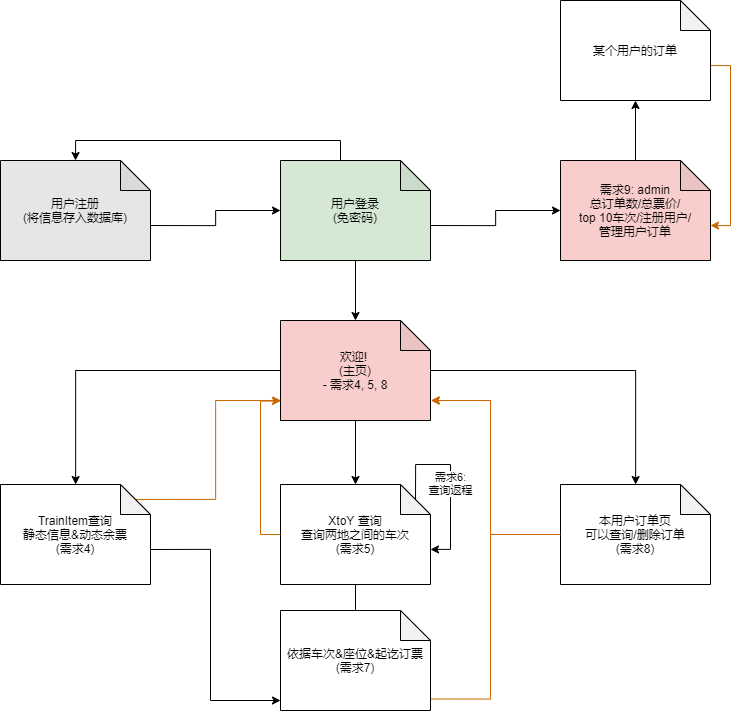 某个用户的订单
用户注册
(将信息存入数据库)
用户登录
(免密码)
需求9: admin
总订单数/总票价/
top 10车次/注册用户/
管理用户订单
欢迎!
(主页)
- 需求4, 5, 8
TrainItem查询
静态信息&动态余票
(需求4)
XtoY 查询
查询两地之间的车次
(需求5)
需求6:
查询返程
本用户订单页
可以查询/删除订单
(需求8)
依据车次&座位&起讫订票
(需求7)